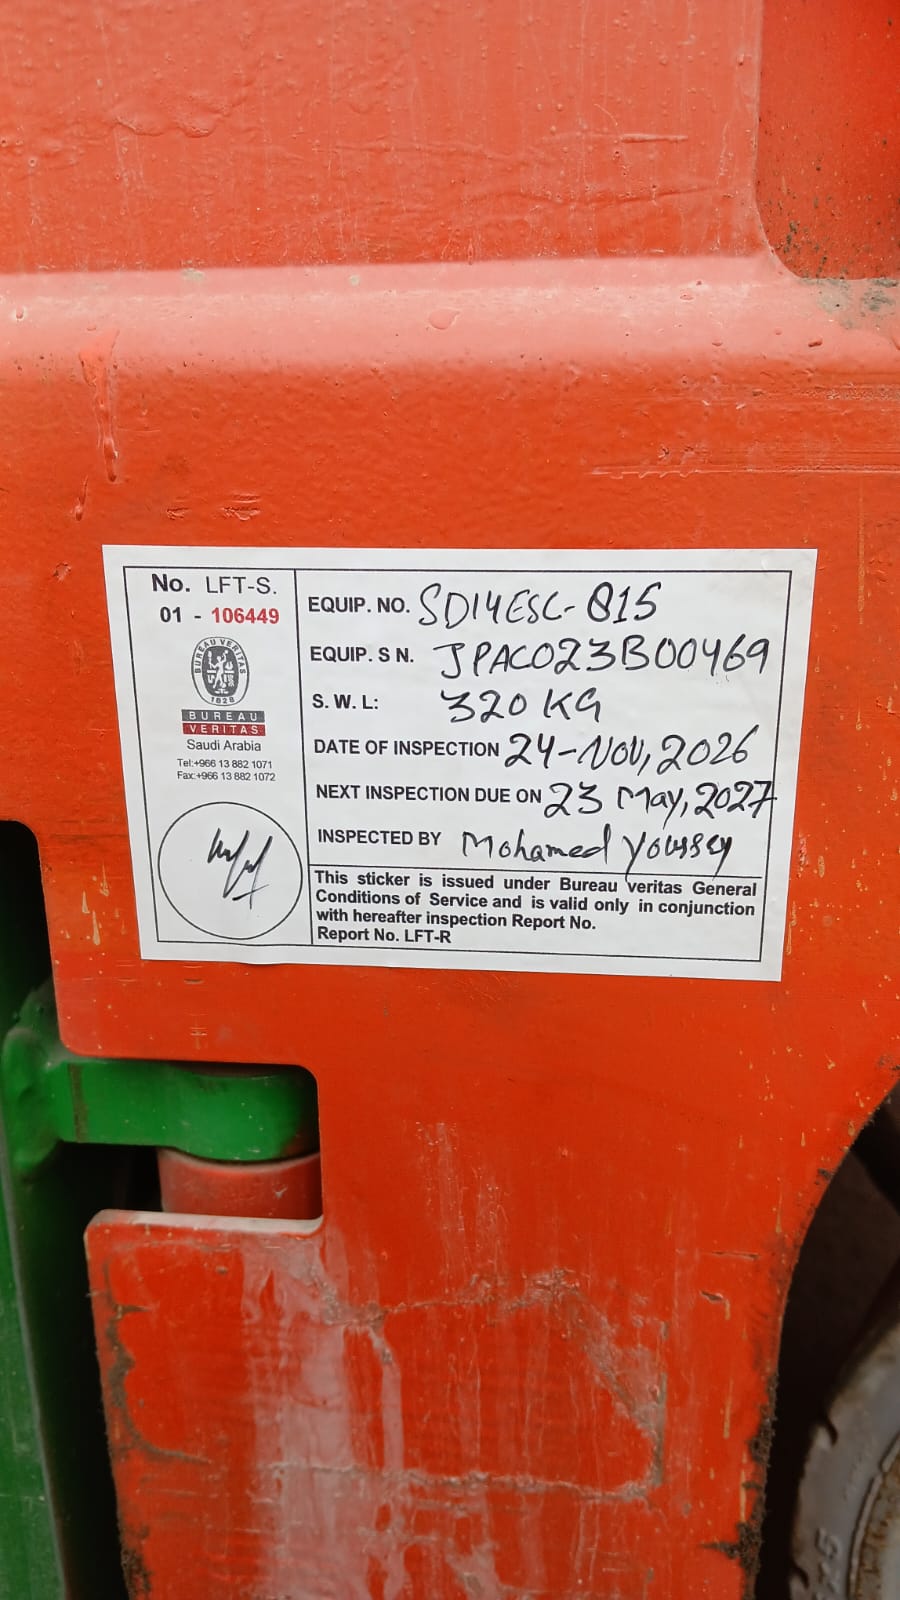 No. LFT-S.
01 - 106449
BUREAU VERITAS
1828
BUREAU
VERITAS
Saudi Arabia
Tel:+966 13 882 1071
Fax:+966 13 882 1072
EQUIP. NO. SD14ESC-015
EQUIP. S N. JPAC023B00469
S. W. L: 320 KG
DATE OF INSPECTION 24-NOV, 2026
NEXT INSPECTION DUE ON 23 May, 2027
INSPECTED BY Mohamed Youssey
This sticker is issued under Bureau Veritas General
Conditions of Service and is valid only in conjunction
with hereafter inspection Report No.
Report No. LFT-R